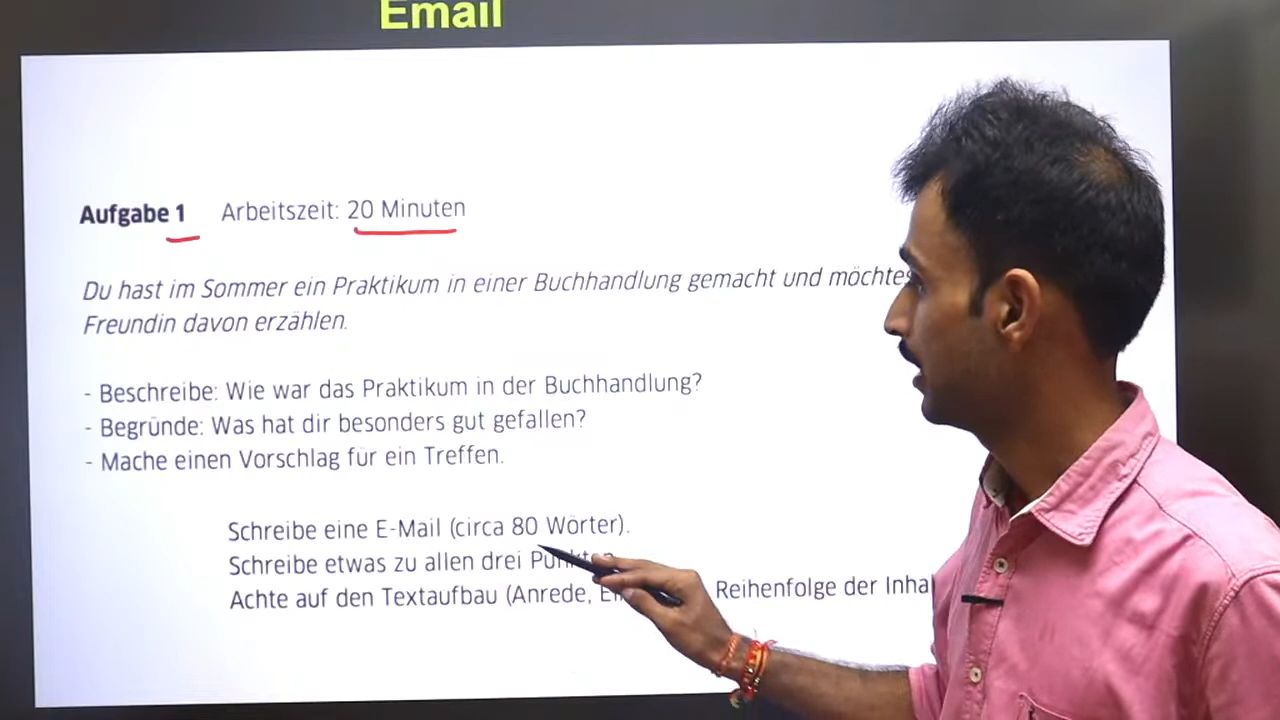 Email
Aufgabe 1 Arbeitszeit: 20 Minuten
Du hast im Sommer ein Praktikum in einer Buchhandlung gemacht und
Freundin davon erzählen.
- Beschreibe: Wie war das Praktikum in der Buchhandlung?
- Begründe: Was hat dir besonders gut gefallen?
- Mache einen Vorschlag für ein Treffen.
Schreibe eine E-Mail (circa 80 Wörter).
Schreibe etwas zu allen drei Punkten
Achte auf den Textaufbau (Anrede, Reihenfolge der